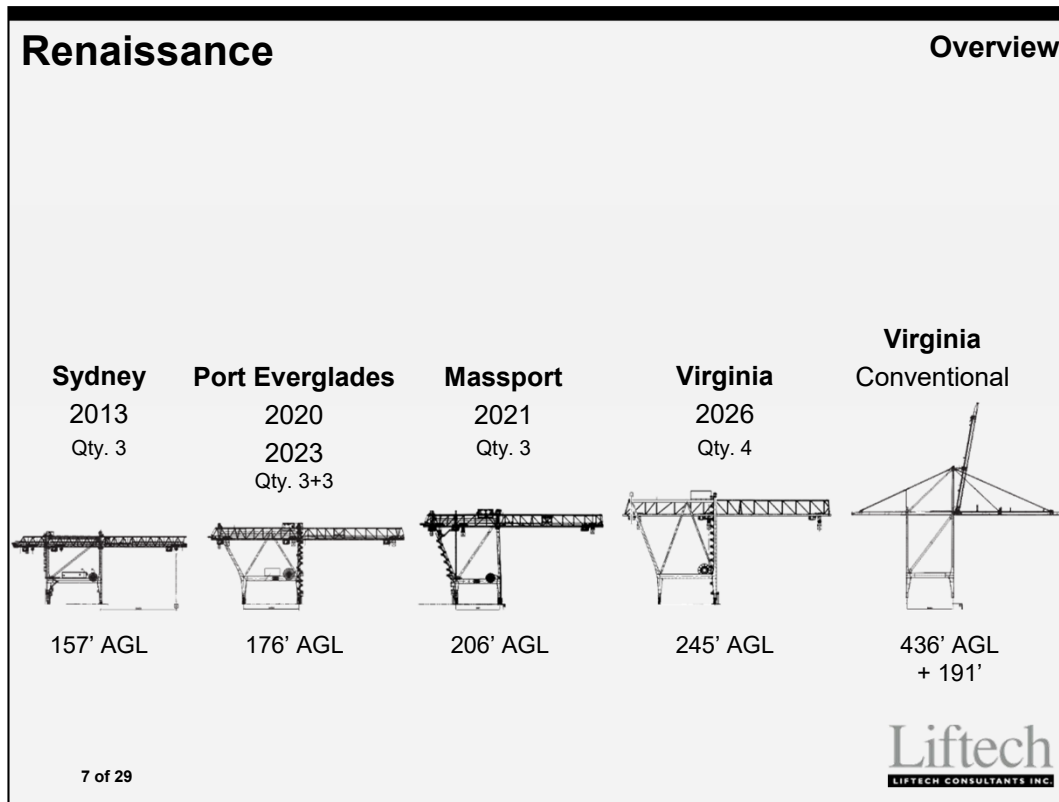 Renaissance
Overview
Sydney
2013
Qty. 3
157’ AGL
Port Everglades
2020
2023
Qty. 3+3
176’ AGL
Massport
2021
Qty. 3
206’ AGL
Virginia
2026
Qty. 4
245’ AGL
Virginia
Conventional
436’ AGL
+ 191’
7 of 29
Liftech
LIFTECH CONSULTANTS INC.